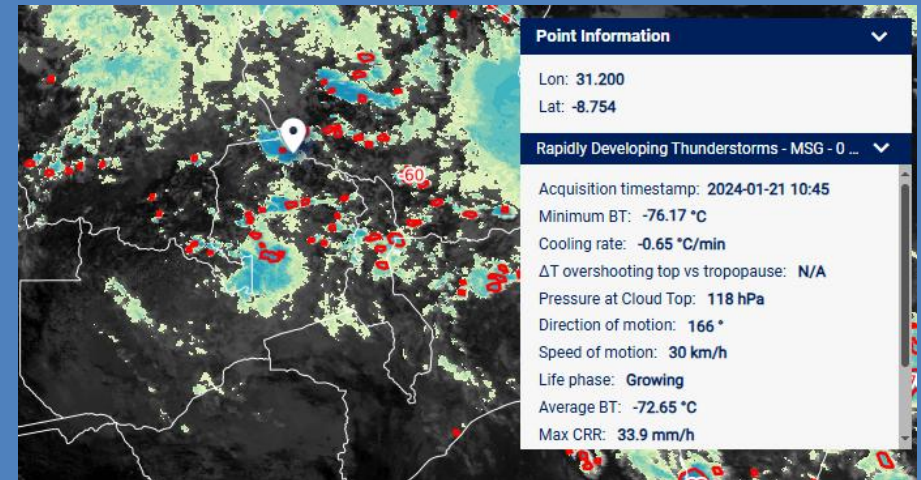 Point Information
Lon: 31.200
Lat: -8.754
Rapidly Developing Thunderstorms - MSG - 0 ...
Acquisition timestamp: 2024-01-21 10:45
Minimum BT: -76.17 °C
Cooling rate: -0.65 °C/min
ΔT overshooting top vs tropopause: N/A
Pressure at Cloud Top: 118 hPa
Direction of motion: 166 °
Speed of motion: 30 km/h
Life phase: Growing
Average BT: -72.65 °C
Max CRR: 33.9 mm/h
-60